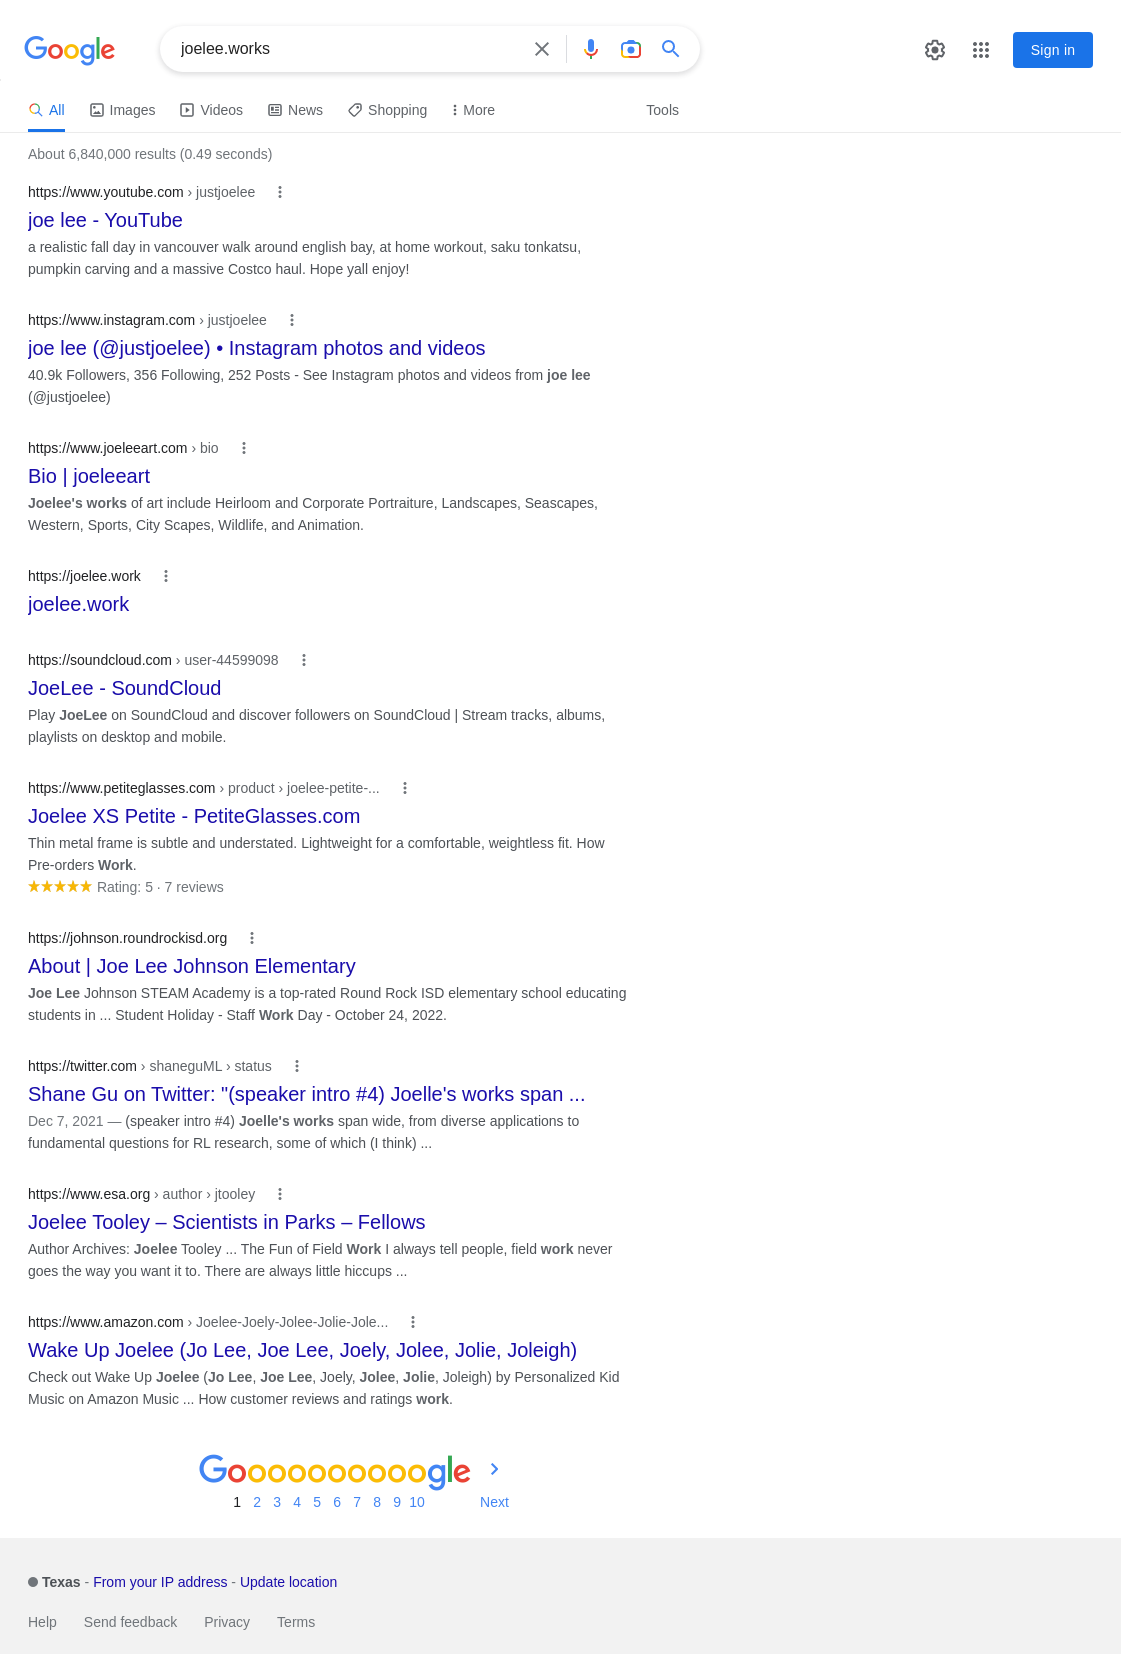 Google
joelee.works
Sign in
All
Images
Videos
News
Shopping
More
Tools
About 6,840,000 results (0.49 seconds)
https://www.youtube.com › justjoelee
joe lee - YouTube
a realistic fall day in vancouver walk around english bay, at home workout, saku tonkatsu,
pumpkin carving and a massive Costco haul. Hope yall enjoy!
https://www.instagram.com › justjoelee
joe lee (@justjoelee) • Instagram photos and videos
40.9k Followers, 356 Following, 252 Posts - See Instagram photos and videos from joe lee
(@justjoelee)
https://www.joeleeart.com › bio
Bio | joeleeart
Joelee's works of art include Heirloom and Corporate Portraiture, Landscapes, Seascapes,
Western, Sports, City Scapes, Wildlife, and Animation.
https://joelee.work
joelee.work
https://soundcloud.com › user-44599098
JoeLee - SoundCloud
Play JoeLee on SoundCloud and discover followers on SoundCloud | Stream tracks, albums,
playlists on desktop and mobile.
https://www.petiteglasses.com › product › joelee-petite-...
Joelee XS Petite - PetiteGlasses.com
Thin metal frame is subtle and understated. Lightweight for a comfortable, weightless fit. How
Pre-orders Work.
Rating: 5 · 7 reviews
https://johnson.roundrockisd.org
About | Joe Lee Johnson Elementary
Joe Lee Johnson STEAM Academy is a top-rated Round Rock ISD elementary school educating
students in ... Student Holiday - Staff Work Day - October 24, 2022.
https://twitter.com › shaneguML › status
Shane Gu on Twitter: "(speaker intro #4) Joelle's works span ...
Dec 7, 2021 — (speaker intro #4) Joelle's works span wide, from diverse applications to
fundamental questions for RL research, some of which (I think) ...
https://www.esa.org › author › jtooley
Joelee Tooley – Scientists in Parks – Fellows
Author Archives: Joelee Tooley ... The Fun of Field Work I always tell people, field work never
goes the way you want it to. There are always little hiccups ...
https://www.amazon.com › Joelee-Joely-Jolee-Jolie-Jole...
Wake Up Joelee (Jo Lee, Joe Lee, Joely, Jolee, Jolie, Joleigh)
Check out Wake Up Joelee (Jo Lee, Joe Lee, Joely, Jolee, Jolie, Joleigh) by Personalized Kid
Music on Amazon Music ... How customer reviews and ratings work.
Goooooooooogle
1 2 3 4 5 6 7 8 9 10 Next
Texas - From your IP address - Update location
Help Send feedback Privacy Terms